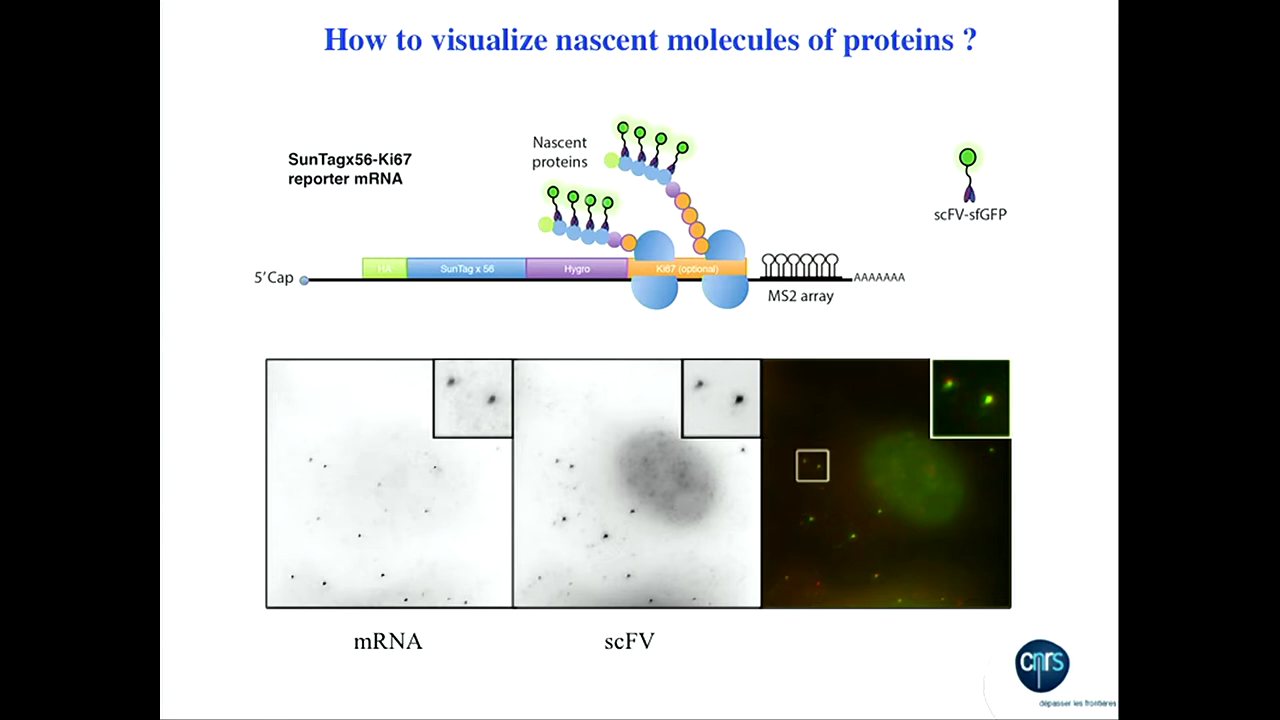 How to visualize nascent molecules of proteins ?
SunTagx56-Ki67
reporter mRNA
Nascent
proteins
scFV-sfGFP
HA
SunTag x 56
Hygro
Ki67 (optional)
5'Cap
AAAAAAA
MS2 array
mRNA
scFV
cnrs
dépasser les frontières